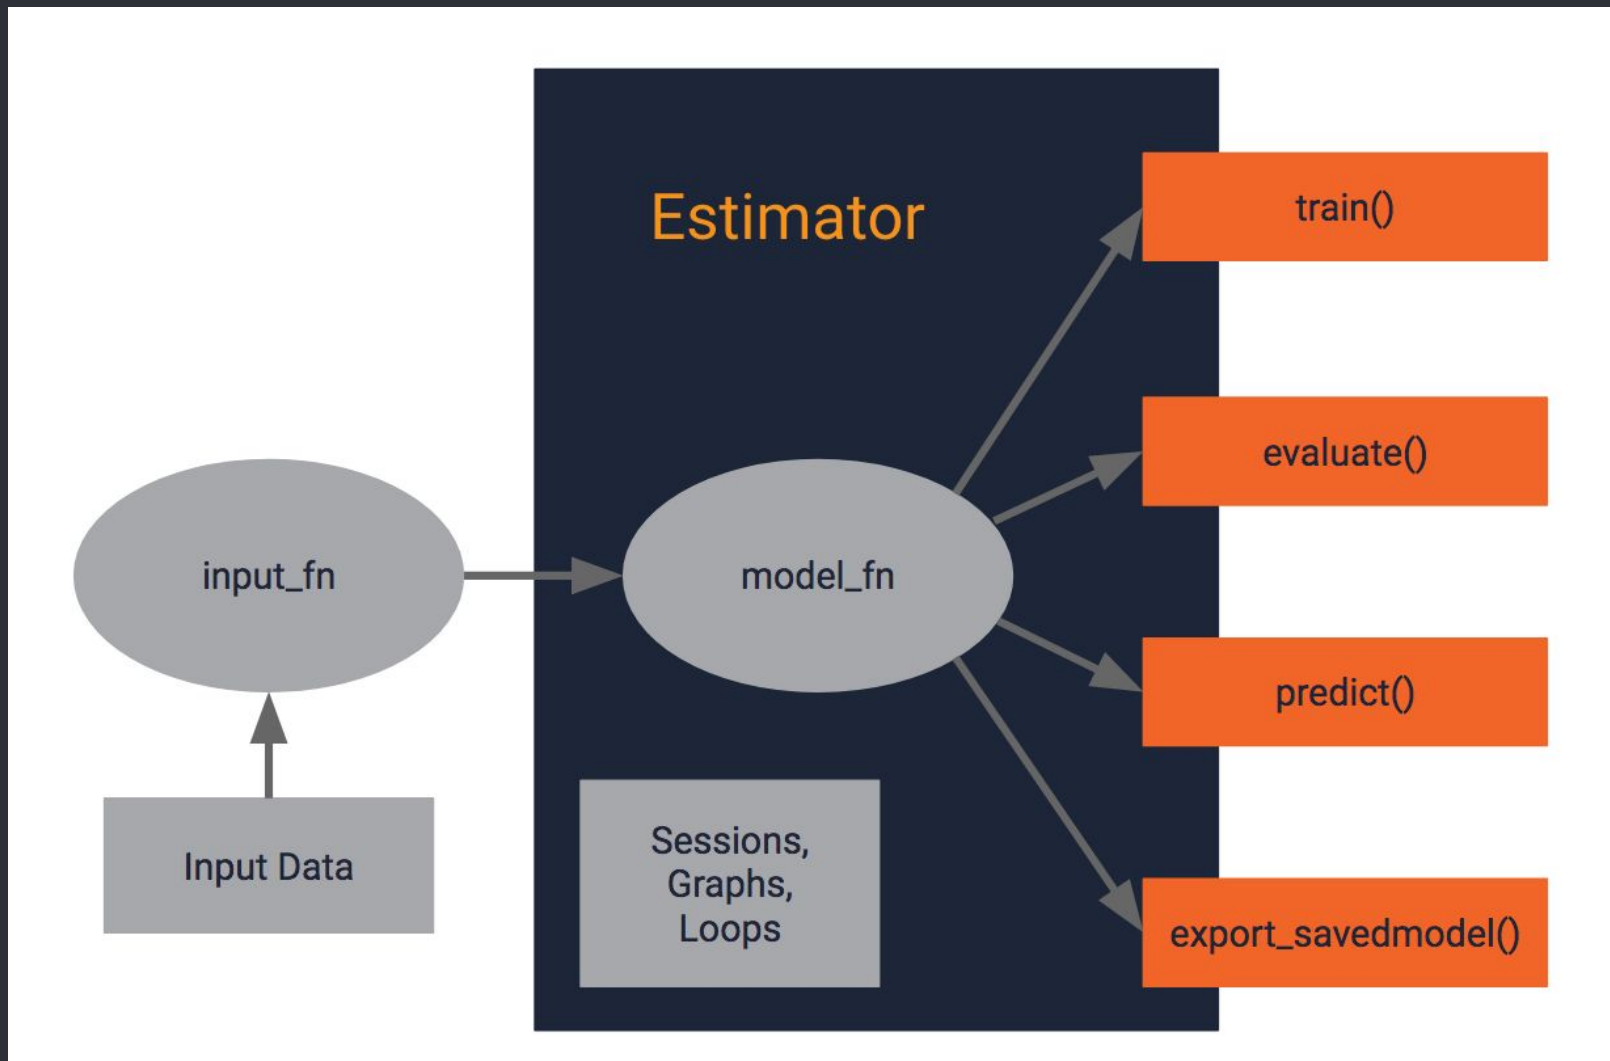 Estimator
train()
evaluate()
input_fn
model_fn
predict()
Input Data
Sessions,
Graphs,
Loops
export_savedmodel()